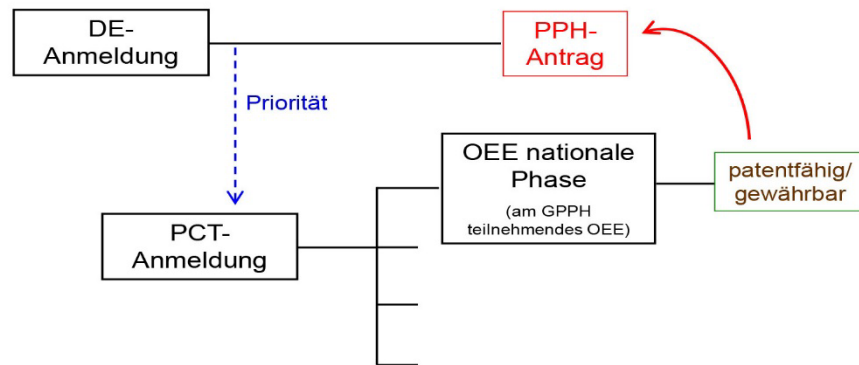 DE-
Anmeldung
PPH-
Antrag
Priorität
OEE nationale
Phase
(am GPPH
teilnehmendes OEE)
patentfähig/
gewährbar
PCT-
Anmeldung